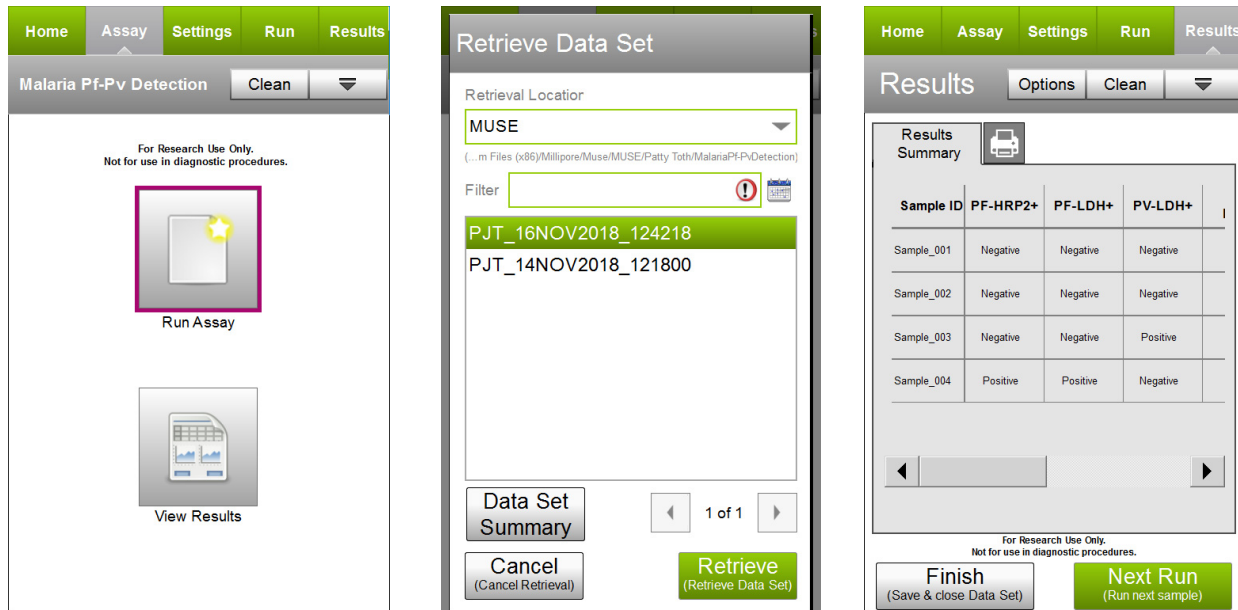 Home Assay Settings Run Results
Malaria Pf-Pv Detection Clean
For Research Use Only.
Not for use in diagnostic procedures.
Run Assay
View Results
Retrieve Data Set
Retrieval Locatior
MUSE
(...m Files (x86)/Millipore/Muse/MUSE/Patty Toth/MalariaPf-PvDetection)
Filter
PJT_16NOV2018_124218
PJT_14NOV2018_121800
Data Set
Summary
1 of 1
Cancel
(Cancel Retrieval)
Retrieve
(Retrieve Data Set)
Home Assay Settings Run Results
Results Options Clean
Results
Summary
Sample ID PF-HRP2+ PF-LDH+ PV-LDH+
Sample_001 Negative Negative Negative
Sample_002 Negative Negative Negative
Sample_003 Negative Negative Positive
Sample_004 Positive Positive Negative
For Research Use Only.
Not for use in diagnostic procedures.
Finish
(Save & close Data Set)
Next Run
(Run next sample)